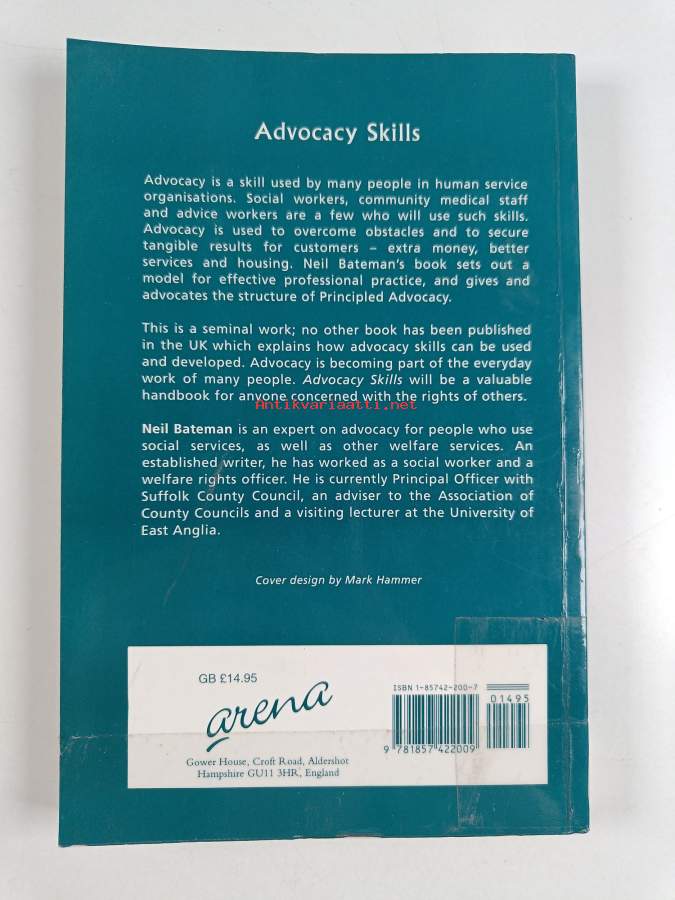 Advocacy Skills
Advocacy is a skill used by many people in human service
organisations. Social workers, community medical staff
and advice workers are a few who will use such skills.
Advocacy is used to overcome obstacles and to secure
tangible results for customers – extra money, better
services and housing. Neil Bateman's book sets out a
model for effective professional practice, and gives and
advocates the structure of Principled Advocacy.
This is a seminal work; no other book has been published
in the UK which explains how advocacy skills can be used
and developed. Advocacy is becoming part of the everyday
work of many people. Advocacy Skills will be a valuable
handbook for anyone concerned with the rights of others.
Antikvariaatti.net
Neil Bateman is an expert on advocacy for people who use
social services, as well as other welfare services. An
established writer, he has worked as a social worker and a
welfare rights officer. He is currently Principal Officer with
Suffolk County Council, an adviser to the Association of
County Councils and a visiting lecturer at the University of
East Anglia.
Cover design by Mark Hammer
GB £14.95
arena
Gower House, Croft Road, Aldershot
Hampshire GU11 3HR, England
ISBN 1-85742-200-7
01495
9 781857 422009